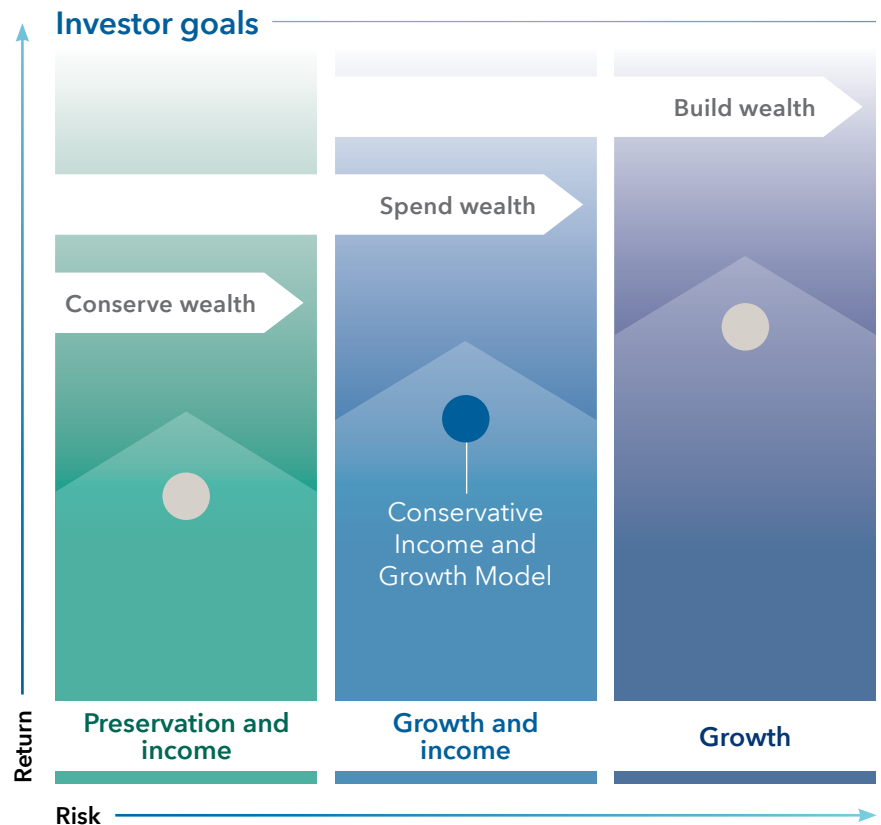 Investor goals
Build wealth
Spend wealth
Conserve wealth
Conservative
Income and
Growth Model
Return
Preservation and
income
Growth and
income
Growth
Risk